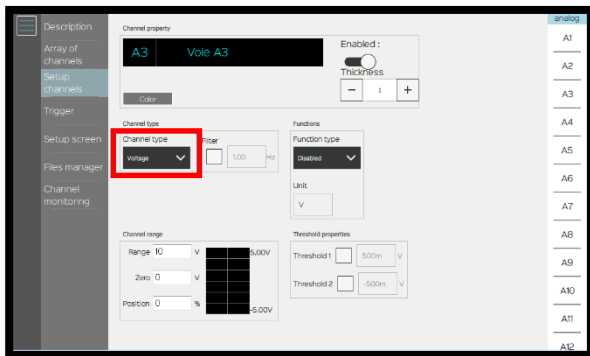 Description
Array of
channels
Setup
channels
Trigger
Setup screen
Files manager
Channel
monitoring
Channel property
A3 Voie A3
Color
Enabled :
Thickness
− 1 +
Channel type
Channel type
Voltage
Filter
1.00 Hz
Functions
Function type
Disabled
Unit
V
Channel range
Range 10 V
Zero 0 V
Position 0 %
5.00V
-5.00V
Threshold properties
Threshold 1 500m V
Threshold 2 -500m V
analog
A1
A2
A3
A4
A5
A6
A7
A8
A9
A10
A11
A12